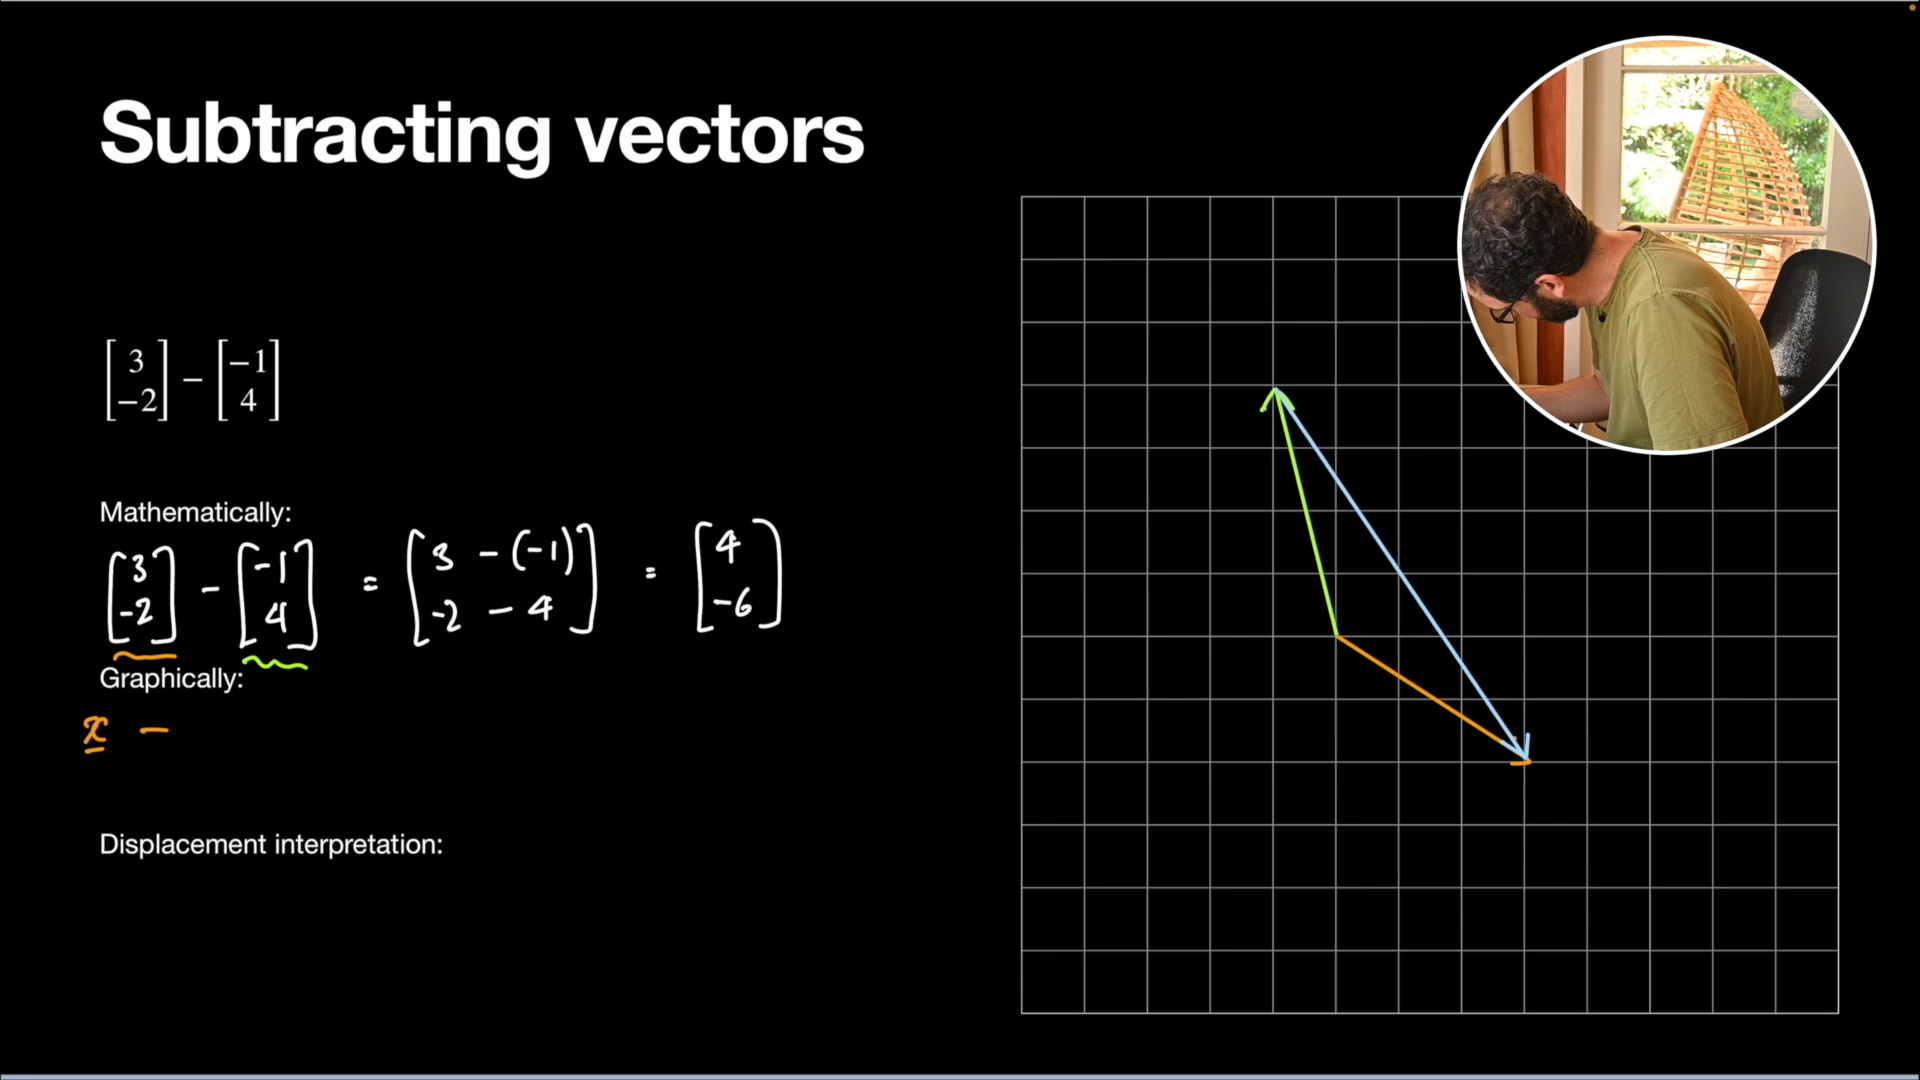 Subtracting vectors
[3 -2] − [−1 4]
Mathematically:
[3 -2] - [-1 4] = [3 - (-1) -2 - 4] = [4 -6]
Graphically:
x -
Displacement interpretation: